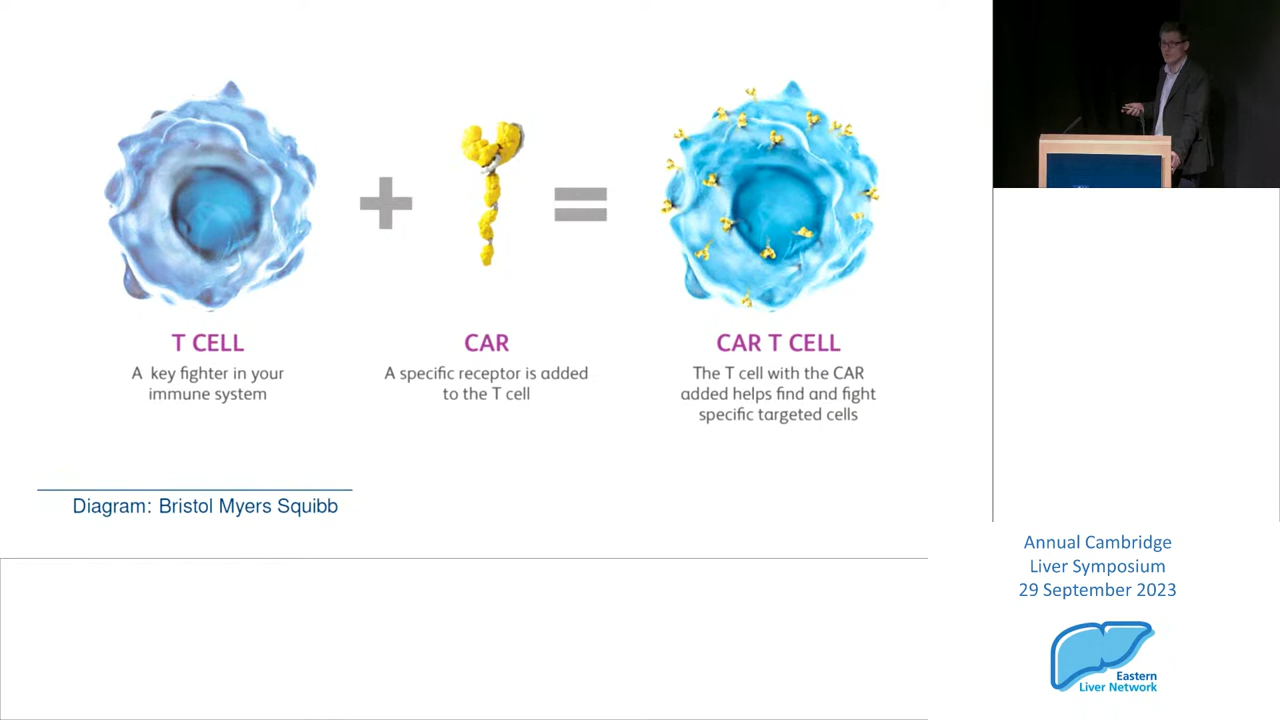 T CELL
A key fighter in your
immune system
CAR
A specific receptor is added
to the T cell
CAR T CELL
The T cell with the CAR
added helps find and fight
specific targeted cells
Diagram: Bristol Myers Squibb
Annual Cambridge
Liver Symposium
29 September 2023
Eastern
Liver Network